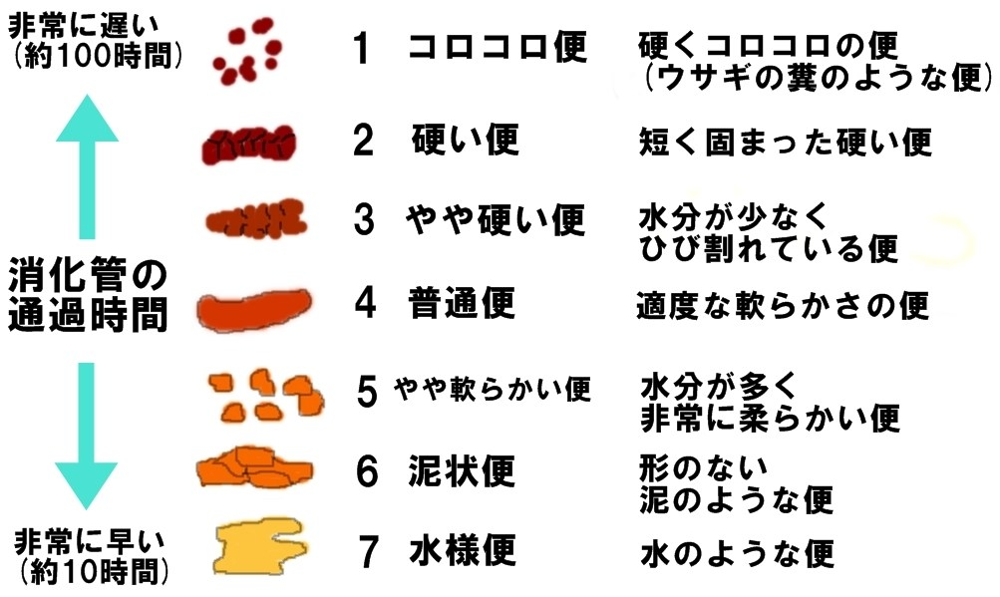 非常に遅い
(約100時間)
消化管の
通過時間
非常に早い
(約10時間)
1 コロコロ便 硬くコロコロの便
(ウサギの糞のような便)
2 硬い便 短く固まった硬い便
3 やや硬い便 水分が少なく
ひび割れている便
4 普通便 適度な軟らかさの便
5 やや軟らかい便 水分が多く
非常に柔らかい便
6 泥状便 形のない
泥のような便
7 水様便 水のような便